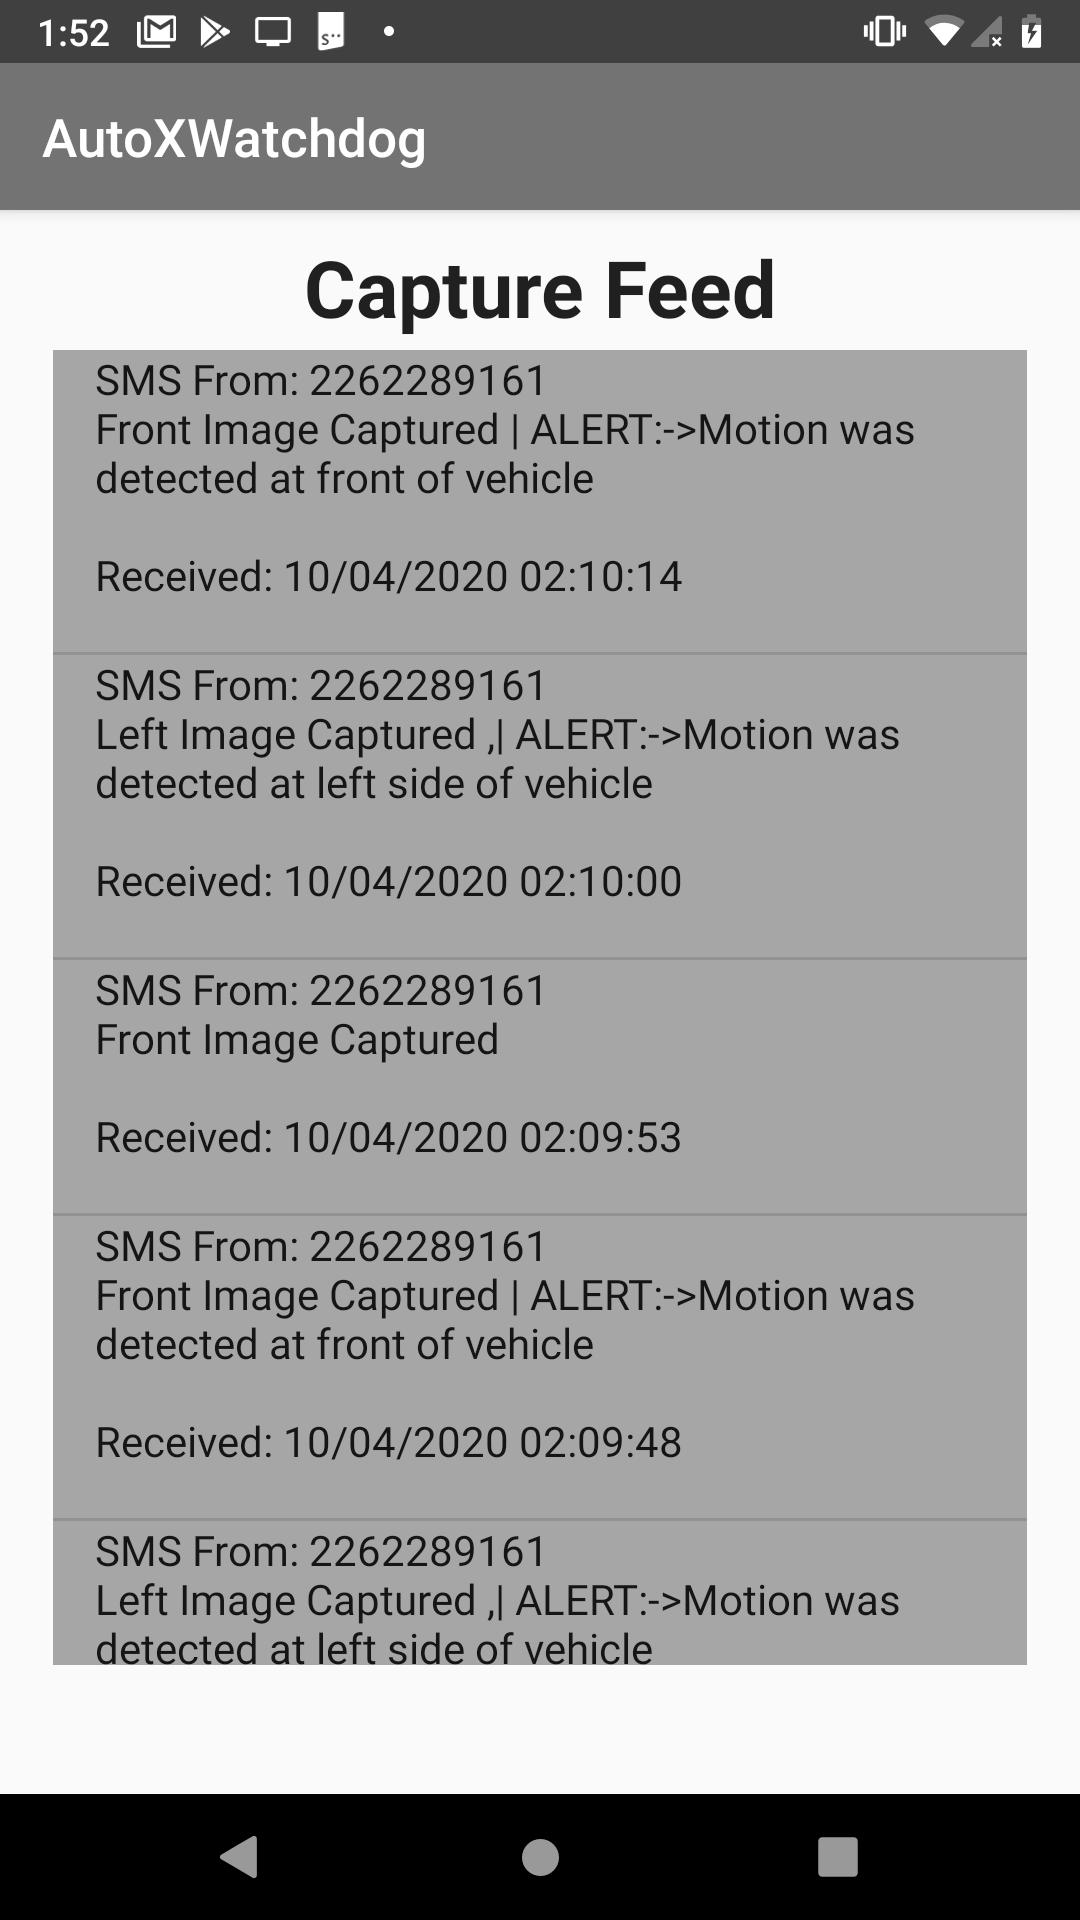 1:52
AutoXWatchdog
Capture Feed
SMS From: 2262289161
Front Image Captured | ALERT:->Motion was
detected at front of vehicle
Received: 10/04/2020 02:10:14
SMS From: 2262289161
Left Image Captured ,| ALERT:->Motion was
detected at left side of vehicle
Received: 10/04/2020 02:10:00
SMS From: 2262289161
Front Image Captured
Received: 10/04/2020 02:09:53
SMS From: 2262289161
Front Image Captured | ALERT:->Motion was
detected at front of vehicle
Received: 10/04/2020 02:09:48
SMS From: 2262289161
Left Image Captured ,| ALERT:->Motion was
detected at left side of vehicle